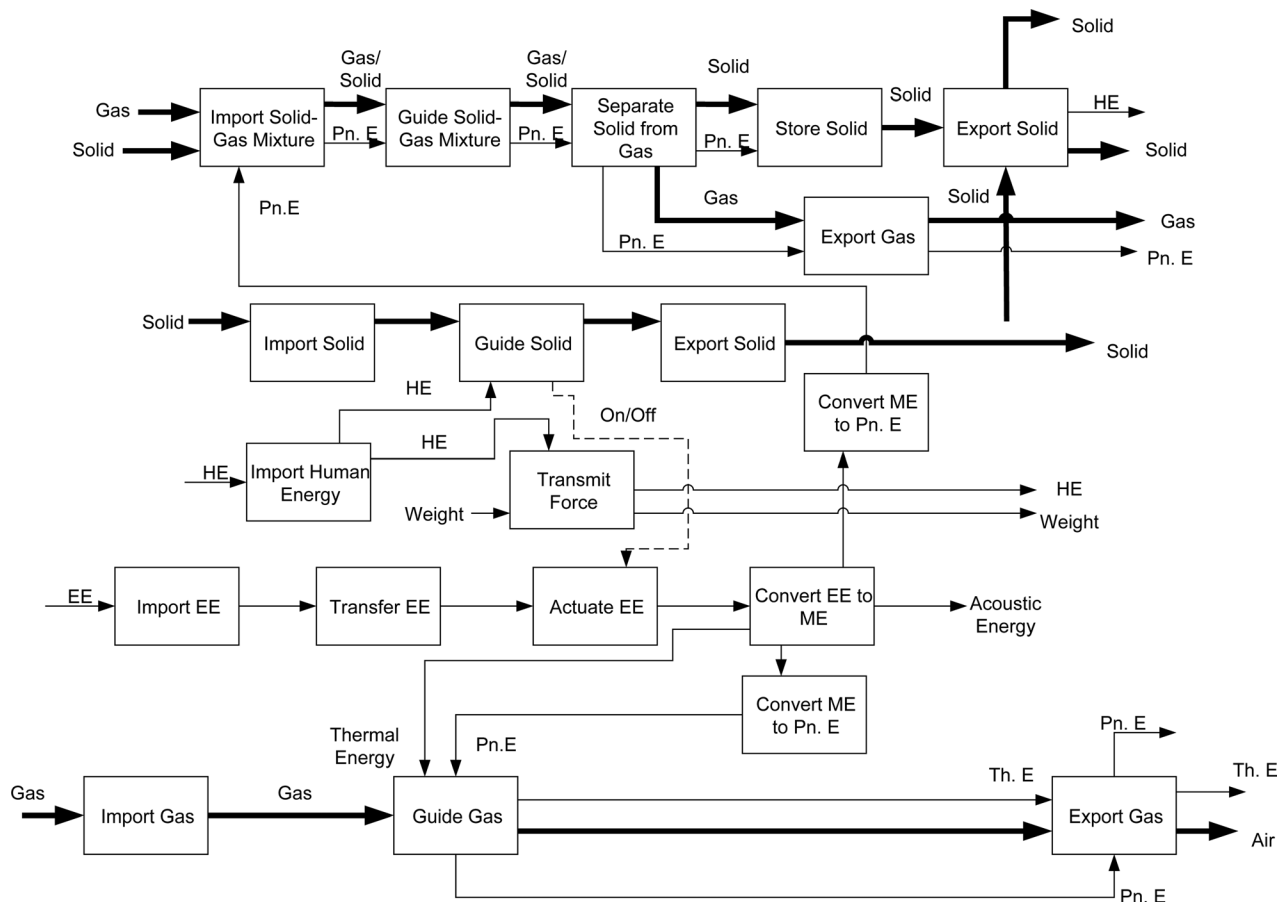 Solid
Gas/
Solid
Gas/
Solid
Solid
Solid
HE
Gas
Solid
Import Solid-
Gas Mixture
Pn. E
Guide Solid-
Gas Mixture
Pn. E
Separate
Solid from
Gas
Pn. E
Store Solid
Export Solid
Solid
Pn.E
Gas
Solid
Pn. E
Export Gas
Gas
Pn. E
Solid
Import Solid
Guide Solid
Export Solid
Solid
HE
On/Off
Convert ME
to Pn. E
HE
HE
Import Human
Energy
Transmit
Force
Weight
HE
Weight
EE
Import EE
Transfer EE
Actuate EE
Convert EE to
ME
Acoustic
Energy
Convert ME
to Pn. E
Thermal
Energy
Pn.E
Pn. E
Gas
Import Gas
Gas
Guide Gas
Th. E
Export Gas
Th. E
Air
Pn. E